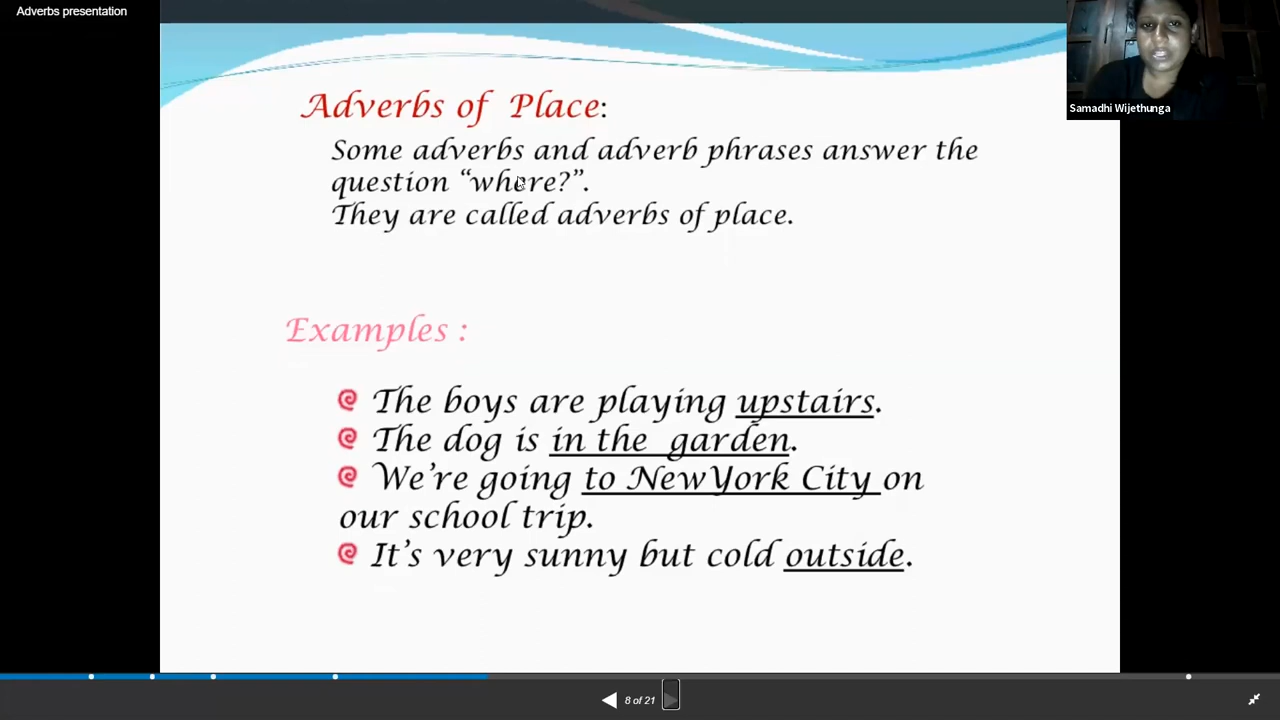 Adverbs presentation
Samadhi Wijethunga
Adverbs of Place:
Some adverbs and adverb phrases answer the
question “where?”.
They are called adverbs of place.
Examples :
The boys are playing upstairs.
The dog is in the garden.
We're going to NewYork City on
our school trip.
It's very sunny but cold outside.
8 of 21